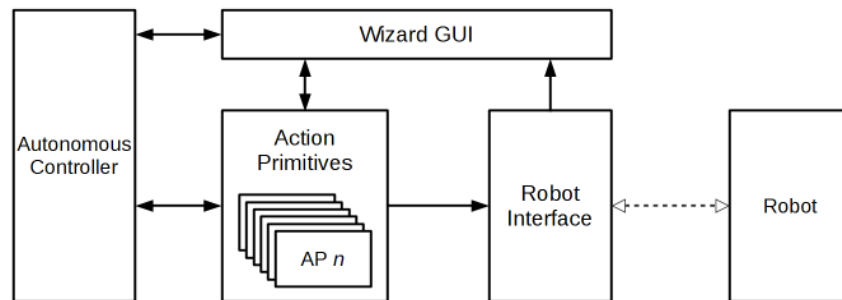 Wizard GUI
Autonomous
Controller
Action
Primitives
AP n
Robot
Interface
Robot